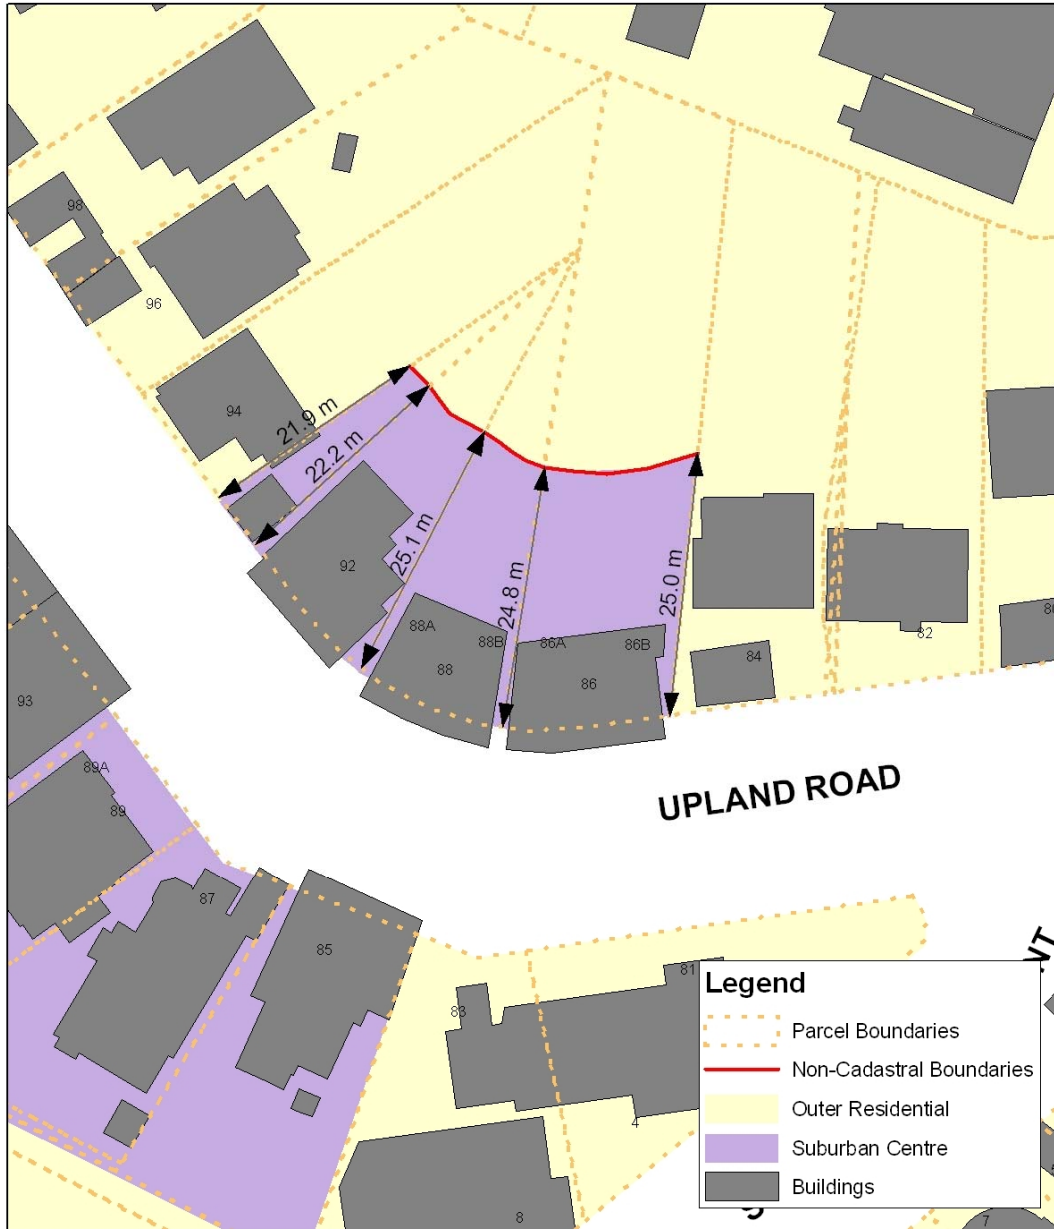 98
96
94
21.9 m
22.2 m
92
25.1 m
24.8 m
25.0 m
88A
88B
86A
86B
88
86
84
82
93
UPLAND ROAD
89A
89
87
85
83
81
4
8
7
NT
Legend
Parcel Boundaries
Non-Cadastral Boundaries
Outer Residential
Suburban Centre
Buildings